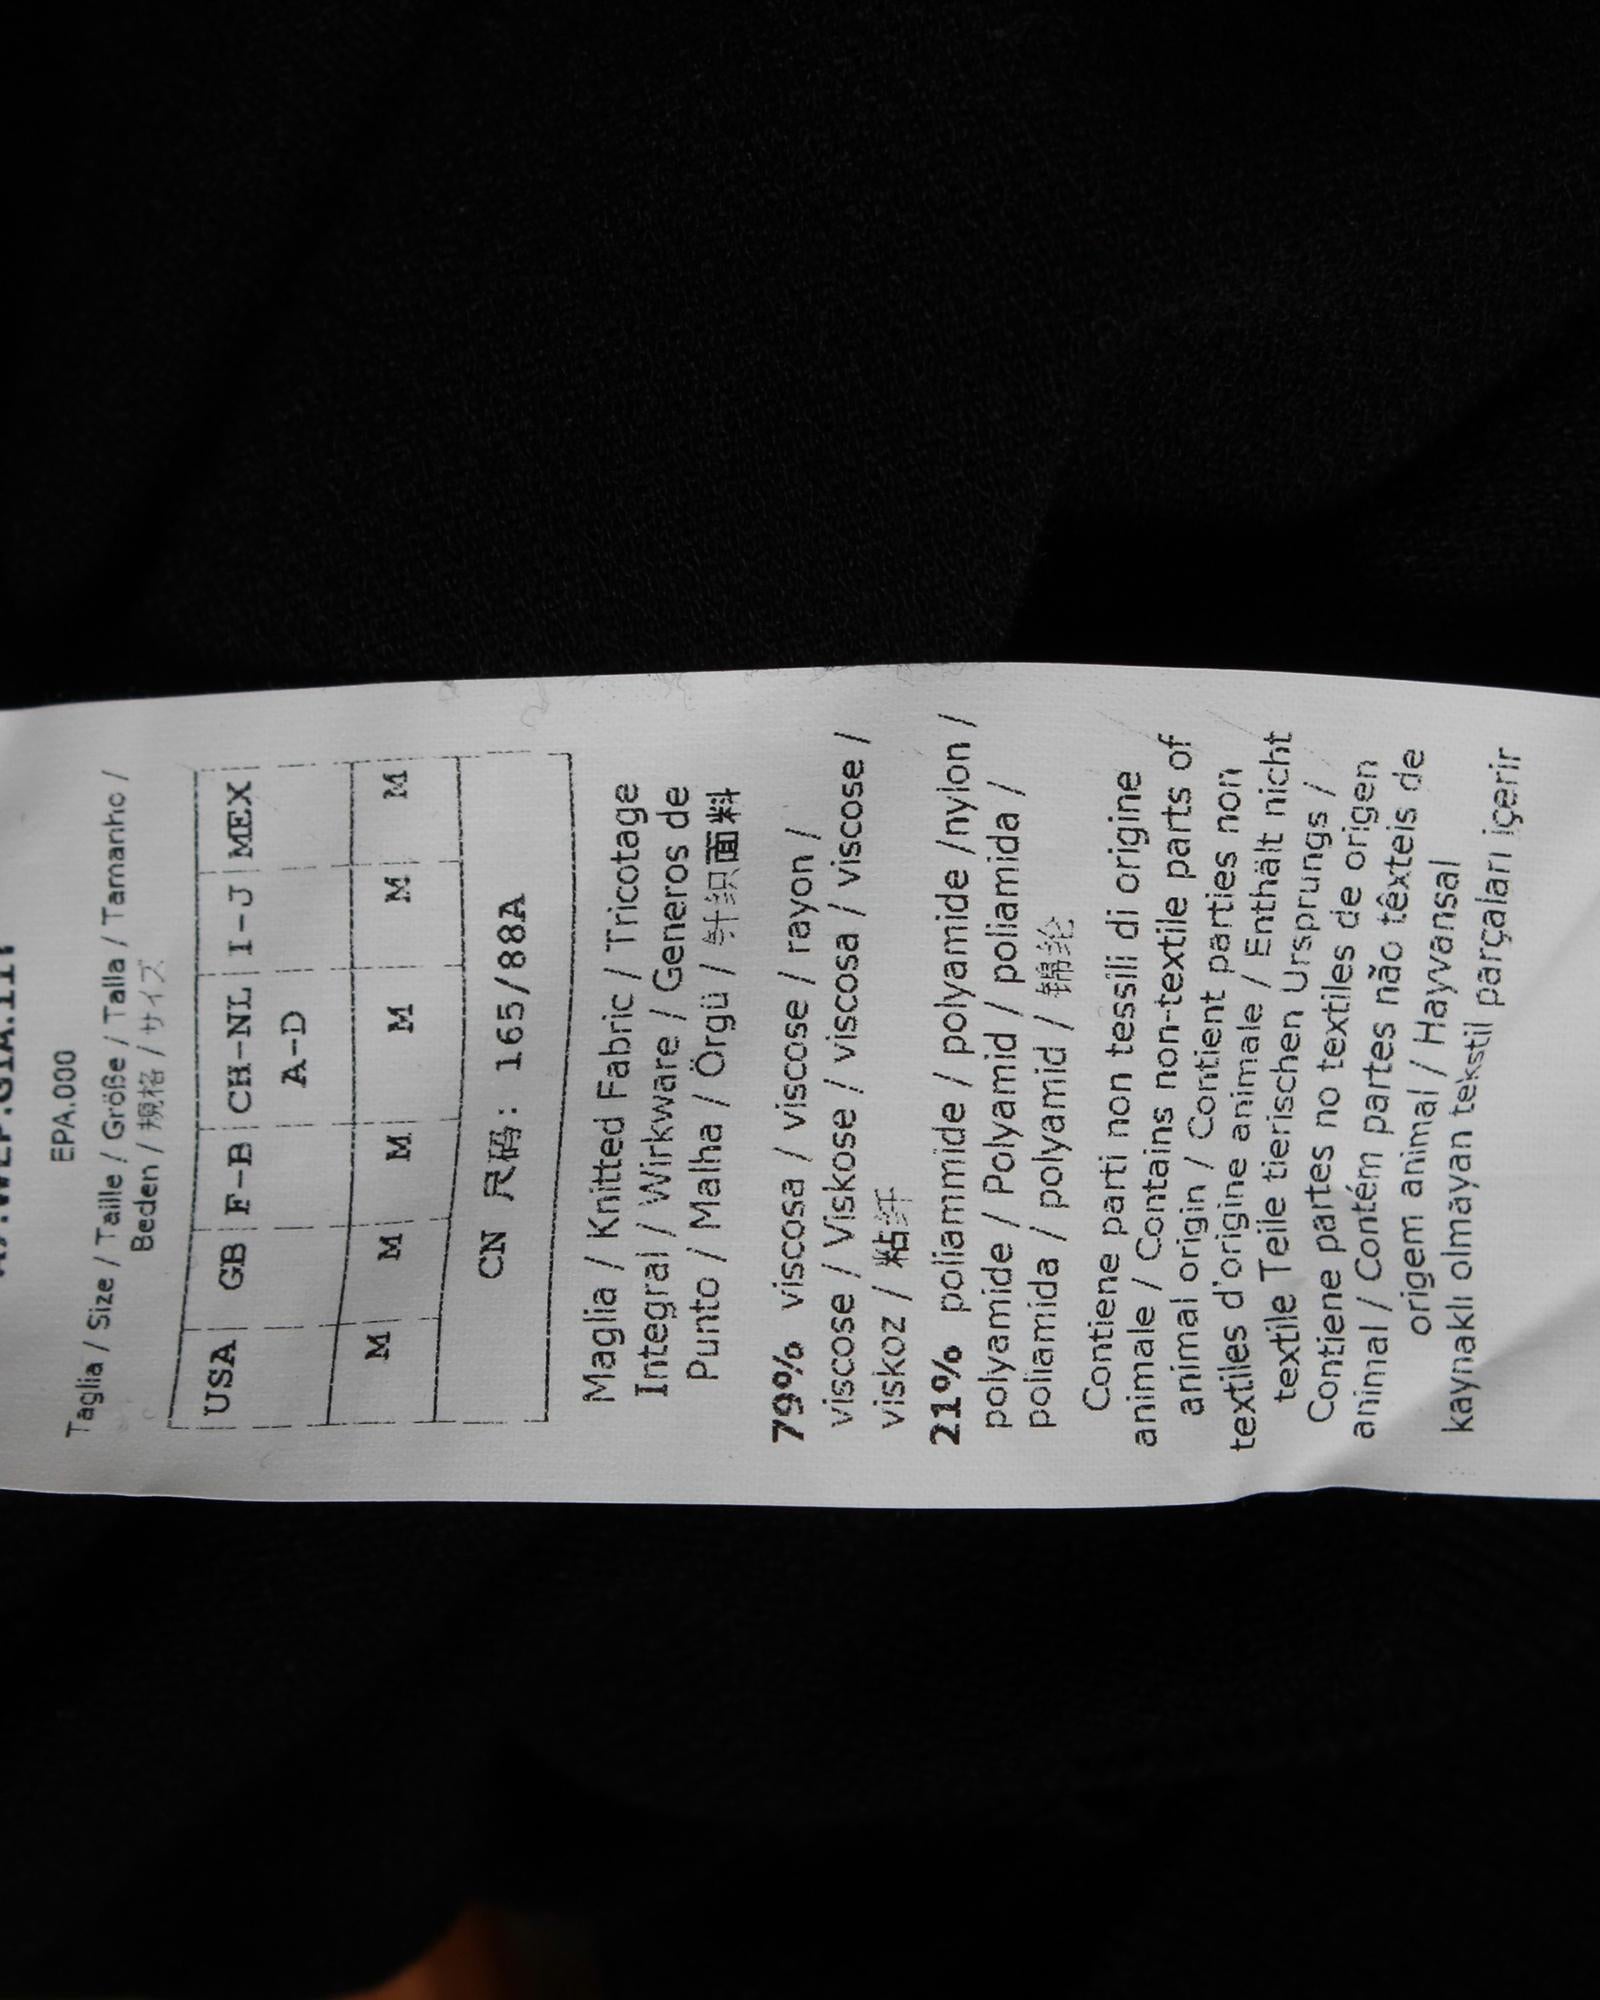 EPA.000
Taglia / Size / Taille / Größe / Talla / Tamanho /
Beden / 規格 / サイズ
USA GB F-B CH-NL I-J MEX
A-D
M M M M M M
CN 尺码: 165/88A
Maglia / Knitted Fabric / Tricotage
Integral / Wirkware / Generos de
Punto / Malha / Örgü / 针织面料
79% viscosa / viscose / rayon /
viscose / Viskose / viscosa / viscose /
viskoz / 粘纤
21% poliammide / polyamide /nylon /
polyamide / Polyamid / poliamida /
poliamida / polyamid / 锦纶
Contiene parti non tessili di origine
animale / Contains non-textile parts of
animal origin / Contient parties non
textiles d'origine animale / Enthält nicht
textile Teile tierischen Ursprungs /
Contiene partes no textiles de origen
animal / Contém partes não têxteis de
origem animal / Hayvansal
kaynaklı olmayan tekstil parçaları içerir